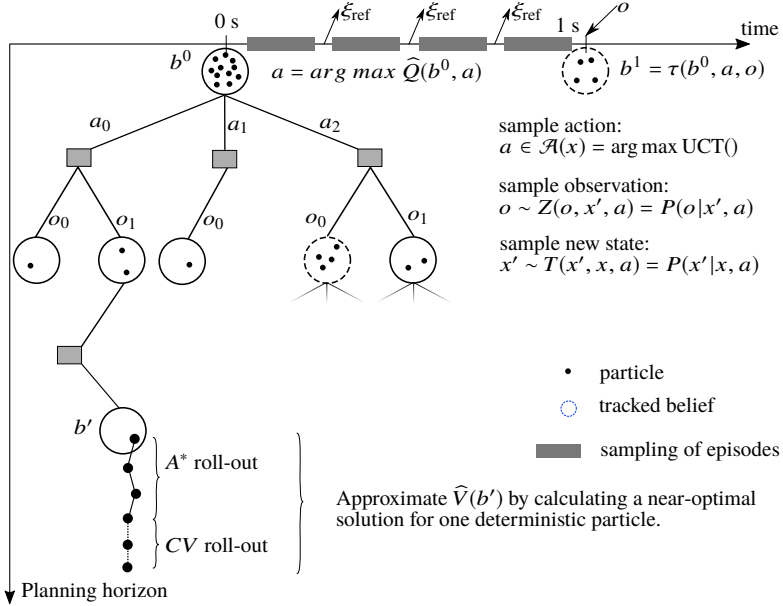 0 s
ξref
ξref
ξref
1 s
o
time
b⁰
a = arg max Q̂(b⁰, a)
b¹ = τ(b⁰, a, o)
a₀
a₁
a₂
sample action:
a ∈ 𝒜(x) = arg max UCT()
sample observation:
o ∼ Z(o, x′, a) = P(o|x′, a)
sample new state:
x′ ∼ T(x′, x, a) = P(x′|x, a)
o₀
o₁
o₀
o₀
o₁
particle
tracked belief
sampling of episodes
b′
A* roll-out
CV roll-out
Approximate V̂(b′) by calculating a near-optimal
solution for one deterministic particle.
Planning horizon